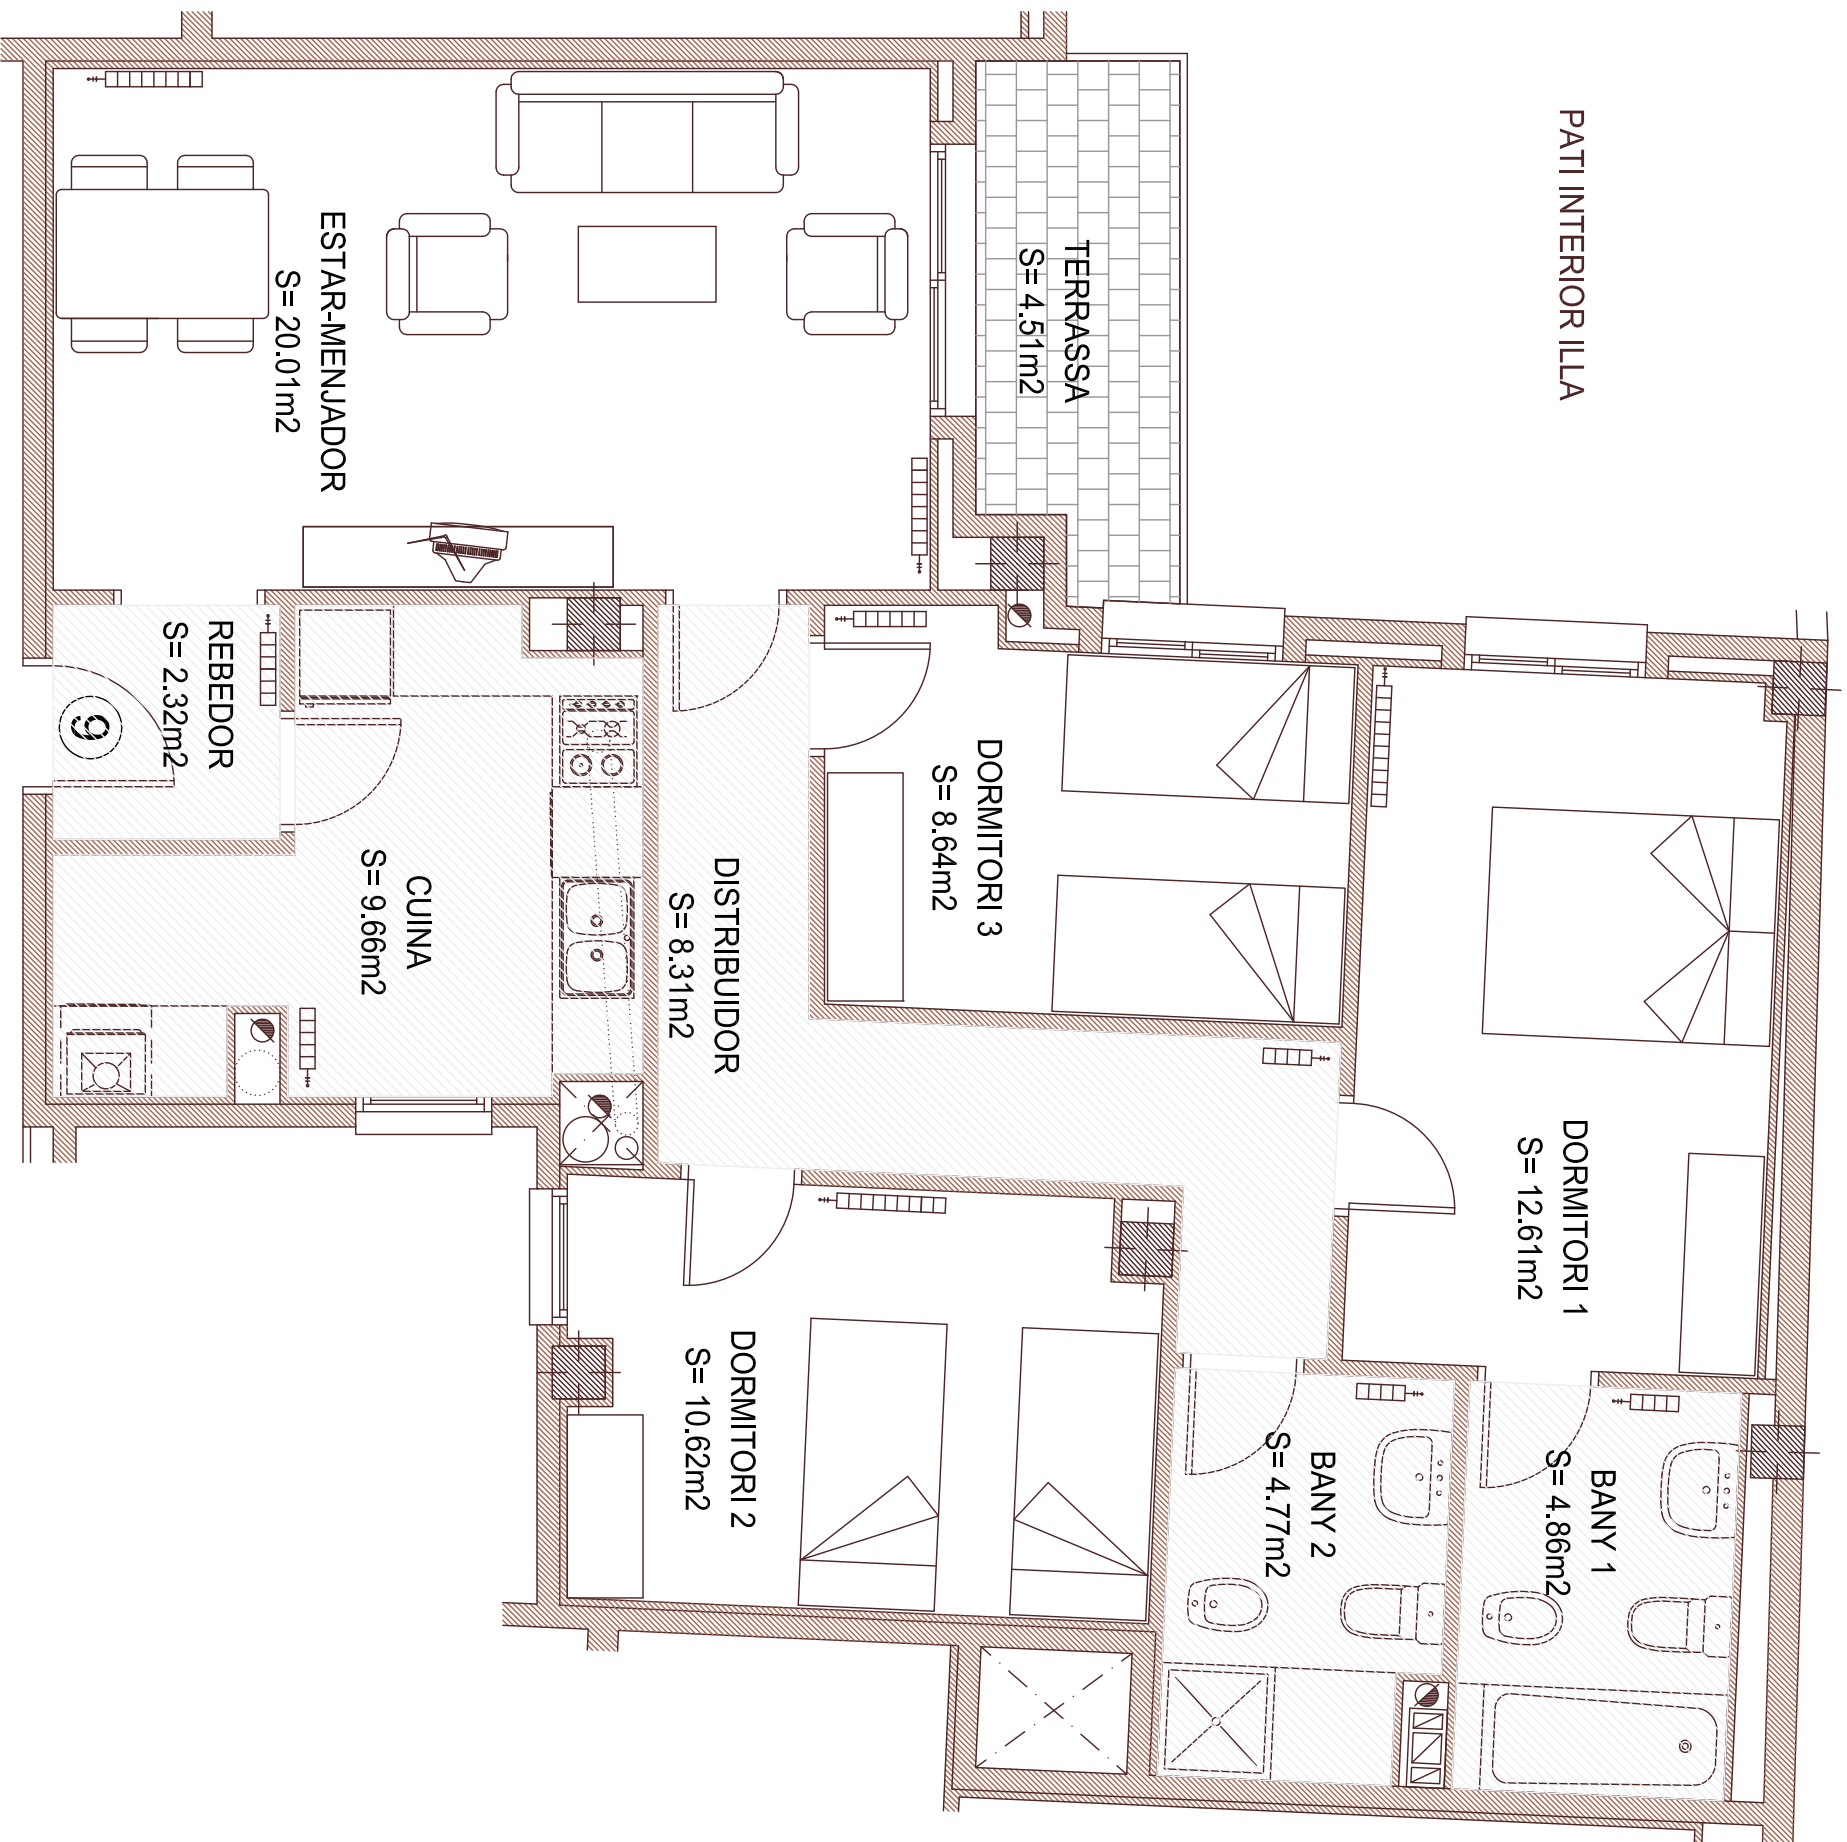 PATI INTERIOR ILLA
TERRASSA
S= 4.51m2
ESTAR-MENJADOR
S= 20.01m2
REBEDOR
S= 2.32m2
9
CUINA
S= 9.66m2
DISTRIBUIDOR
S= 8.31m2
DORMITORI 3
S= 8.64m2
DORMITORI 1
S= 12.61m2
DORMITORI 2
S= 10.62m2
BANY 2
S= 4.77m2
BANY 1
S= 4.86m2